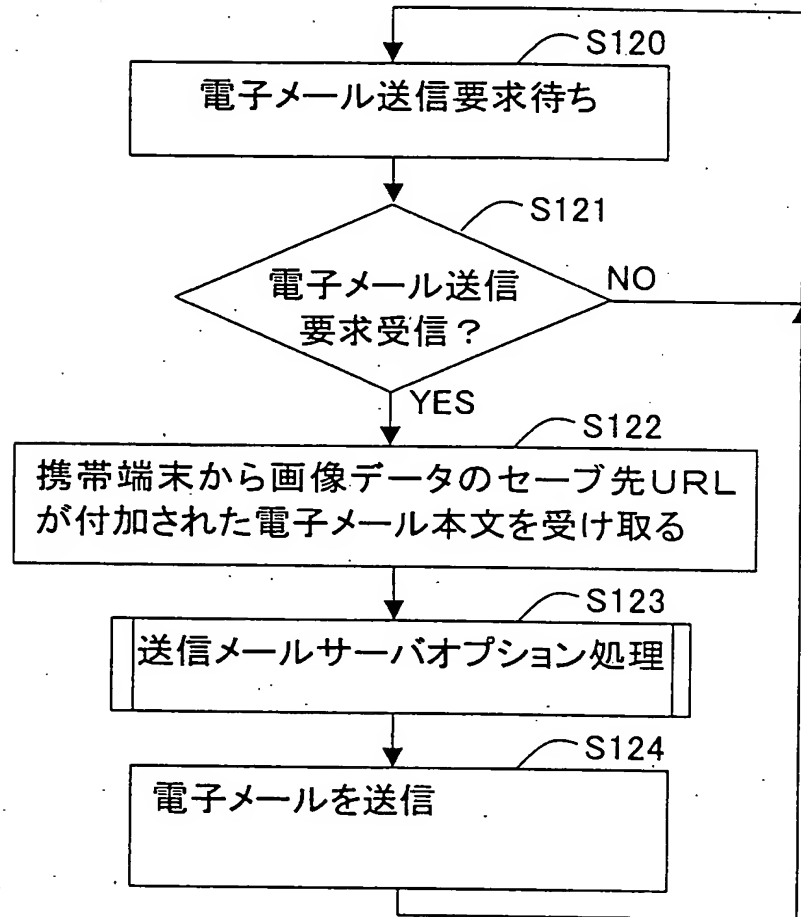 S120
電子メール送信要求待ち
S121
電子メール送信
要求受信？
NO
YES
S122
携帯端末から画像データのセーブ先URL
が付加された電子メール本文を受け取る
S123
送信メールサーバオプション処理
S124
電子メールを送信